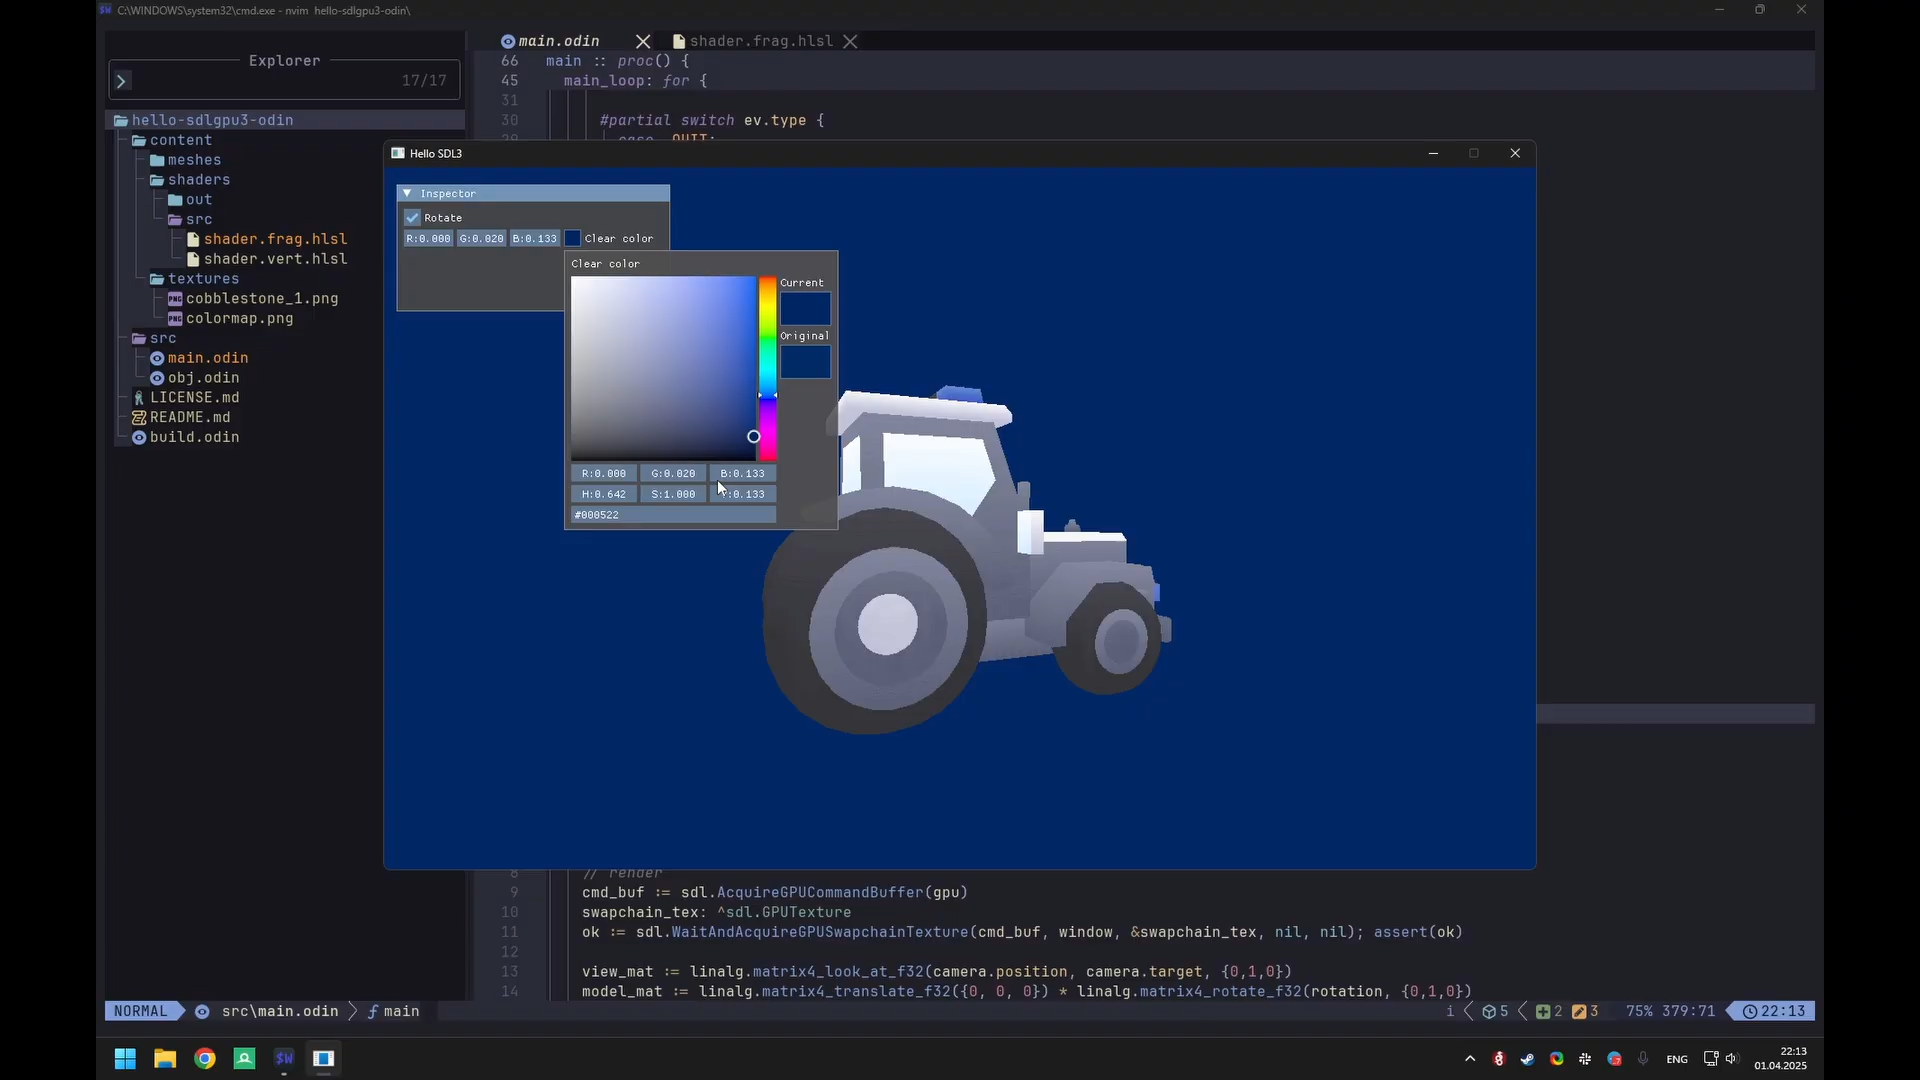 C:\WINDOWS\system32\cmd.exe - nvim hello-sdlgpu3-odin\
Explorer
> 17/17
hello-sdlgpu3-odin
content
meshes
shaders
out
src
shader.frag.hlsl
shader.vert.hlsl
textures
cobblestone_1.png
colormap.png
src
main.odin
obj.odin
LICENSE.md
README.md
build.odin
main.odin
shader.frag.hlsl
66 main :: proc() {
45 main_loop: for {
31
30 #partial switch ev.type {
29 case .QUIT:
Hello SDL3
Inspector
Rotate
R:0.000 G:0.020 B:0.133 Clear color
Clear color
Current
Original
R:0.000 G:0.020 B:0.133
H:0.642 S:1.000 :0.133
#000522
8 // render
9 cmd_buf := sdl.AcquireGPUCommandBuffer(gpu)
10 swapchain_tex: ^sdl.GPUTexture
11 ok := sdl.WaitAndAcquireGPUSwapchainTexture(cmd_buf, window, &swapchain_tex, nil, nil); assert(ok)
12
13 view_mat := linalg.matrix4_look_at_f32(camera.position, camera.target, {0,1,0})
14 model_mat := linalg.matrix4_translate_f32({0, 0, 0}) * linalg.matrix4_rotate_f32(rotation, {0,1,0})
NORMAL src\main.odin main
i 5 2 3 75% 379:71 22:13
ENG
22:13
01.04.2025